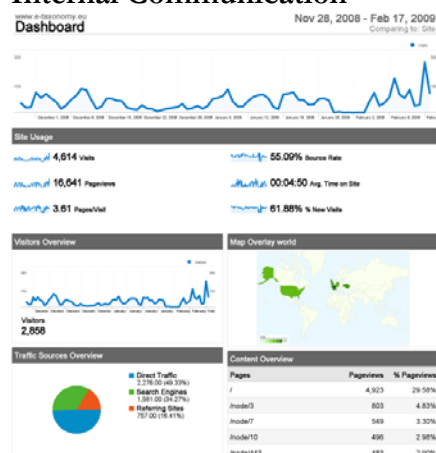 Internal Communication
www.e-taxonomy.eu
Dashboard
Nov 28, 2008 - Feb 17, 2009
Comparing to: Site
Site Usage
4,614 Visits
55.09% Bounce Rate
16,641 Pageviews
00:04:50 Avg. Time on Site
3.61 Pages/Visit
61.88% % New Visits
Visitors Overview
Map Overlay world
Visitors
2,858
Traffic Sources Overview
Direct Traffic
2,276.00 (49.33%)
Search Engines
1,581.00 (34.27%)
Referring Sites
757.00 (16.41%)
Content Overview
Pages Pageviews % Pageviews
/ 4,923 29.58%
/node/3 803 4.83%
/node/7 549 3.30%
/node/10 496 2.98%
483 2.90%